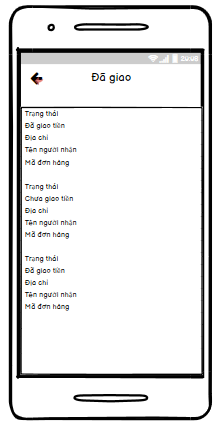 20:05
Đã giao
Trạng thái
Đã giao tiền
Địa chỉ
Tên người nhận
Mã đơn hàng
Trạng thái
Chưa giao tiền
Địa chỉ
Tên người nhận
Mã đơn hàng
Trạng thái
Đã giao tiền
Địa chỉ
Tên người nhận
Mã đơn hàng